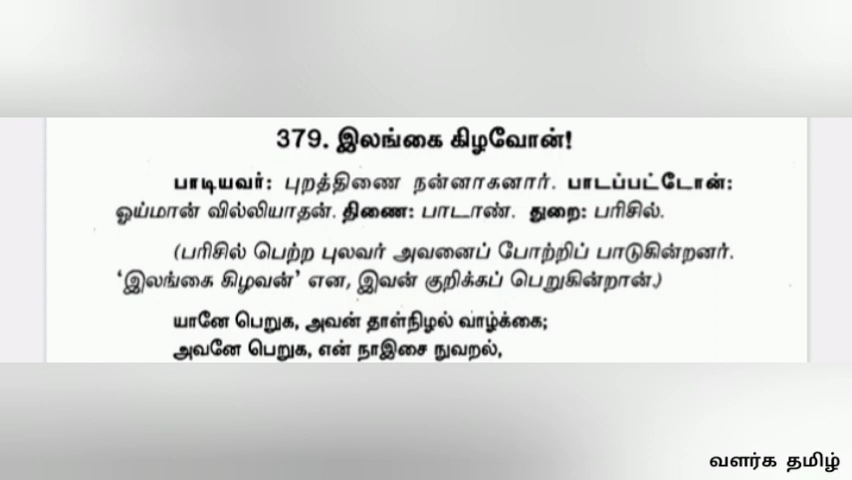 379. இலங்கை கிழவோன்!
பாடியவர்: புறத்திணை நன்னாகனார். பாடப்பட்டோன்:
ஓய்மான் வில்லியாதன். திணை: பாடாண். துறை: பரிசில்.
(பரிசில் பெற்ற புலவர் அவனைப் போற்றிப் பாடுகின்றனர்.
‘இலங்கை கிழவன்’ என, இவன் குறிக்கப் பெறுகின்றான்.)
யானே பெறுக, அவன் தாள்நிழல் வாழ்க்கை;
அவனே பெறுக, என் நாஇசை நுவறல்,
வளர்க தமிழ்